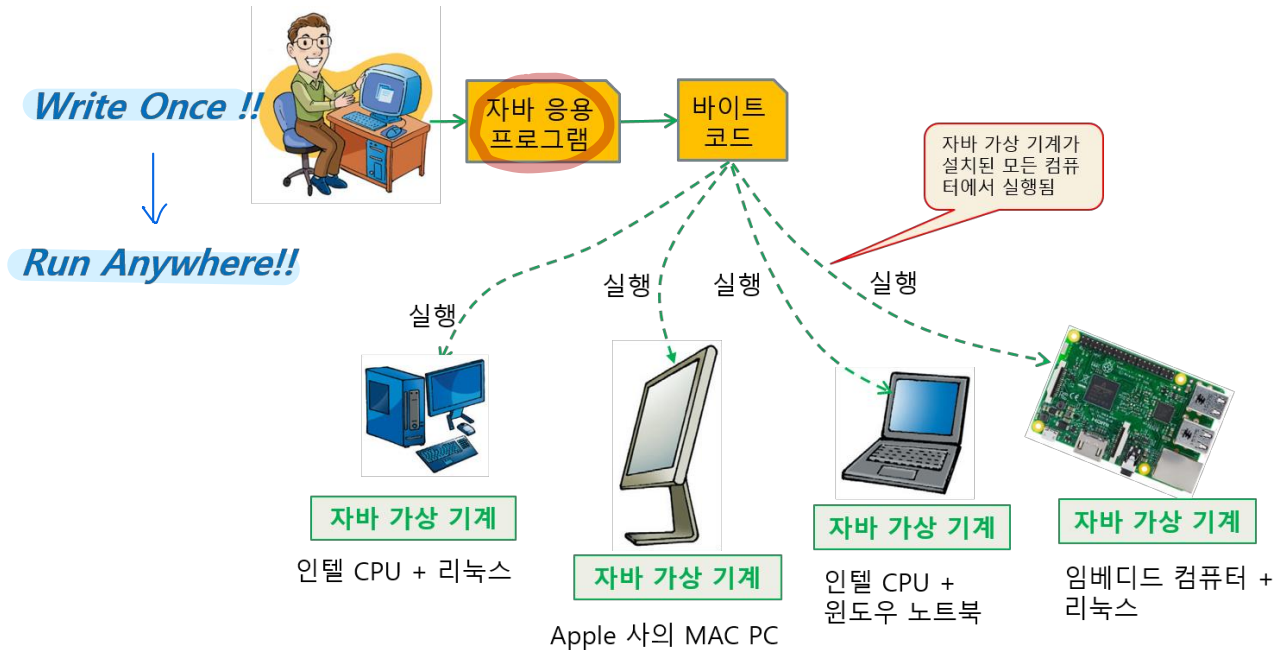 Write Once !!
자바 응용
프로그램
바이트
코드
자바 가상 기계가
설치된 모든 컴퓨
터에서 실행됨
Run Anywhere!!
실행
실행
실행
실행
자바 가상 기계
인텔 CPU + 리눅스
자바 가상 기계
Apple 사의 MAC PC
자바 가상 기계
인텔 CPU +
윈도우 노트북
자바 가상 기계
임베디드 컴퓨터 +
리눅스